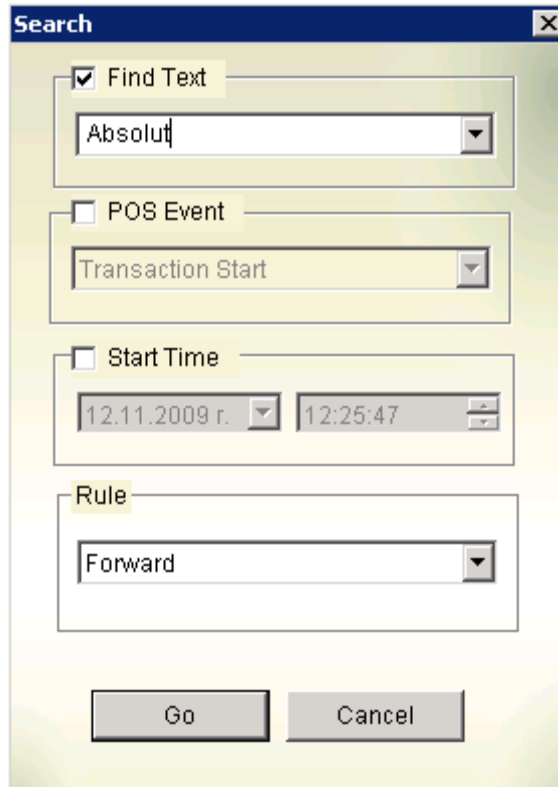 Search
Find Text
Absolut
POS Event
Transaction Start
Start Time
12.11.2009 r. 12:25:47
Rule
Forward
Go Cancel